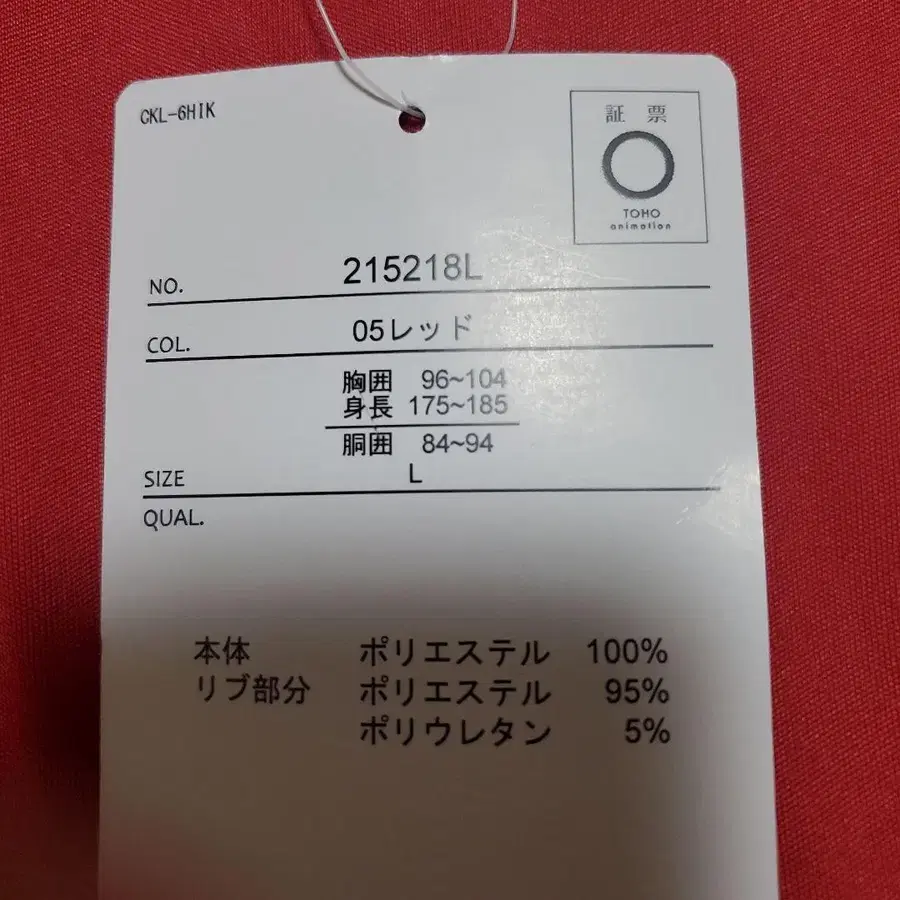 CKL-6HIK
証 票
TOHO
animation
NO. 215218L
COL. 05レッド
胸囲 96~104
身長 175~185
胴囲 84~94
SIZE L
QUAL.
本体 ポリエステル 100%
リブ部分 ポリエステル 95%
ポリウレタン 5%